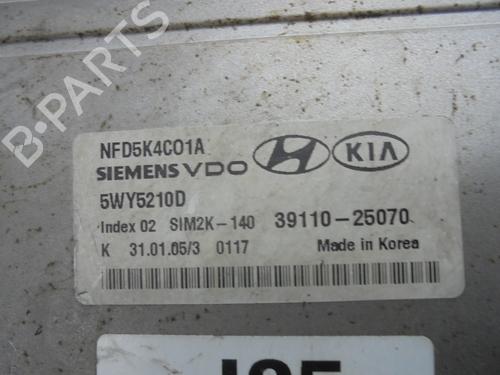 NFD5K4C01A
SIEMENS VDO KIA
5WY5210D
Index 02 SIM2K-140 39110-25070
K 31.01.05/3 0117 Made in Korea
B-Parts